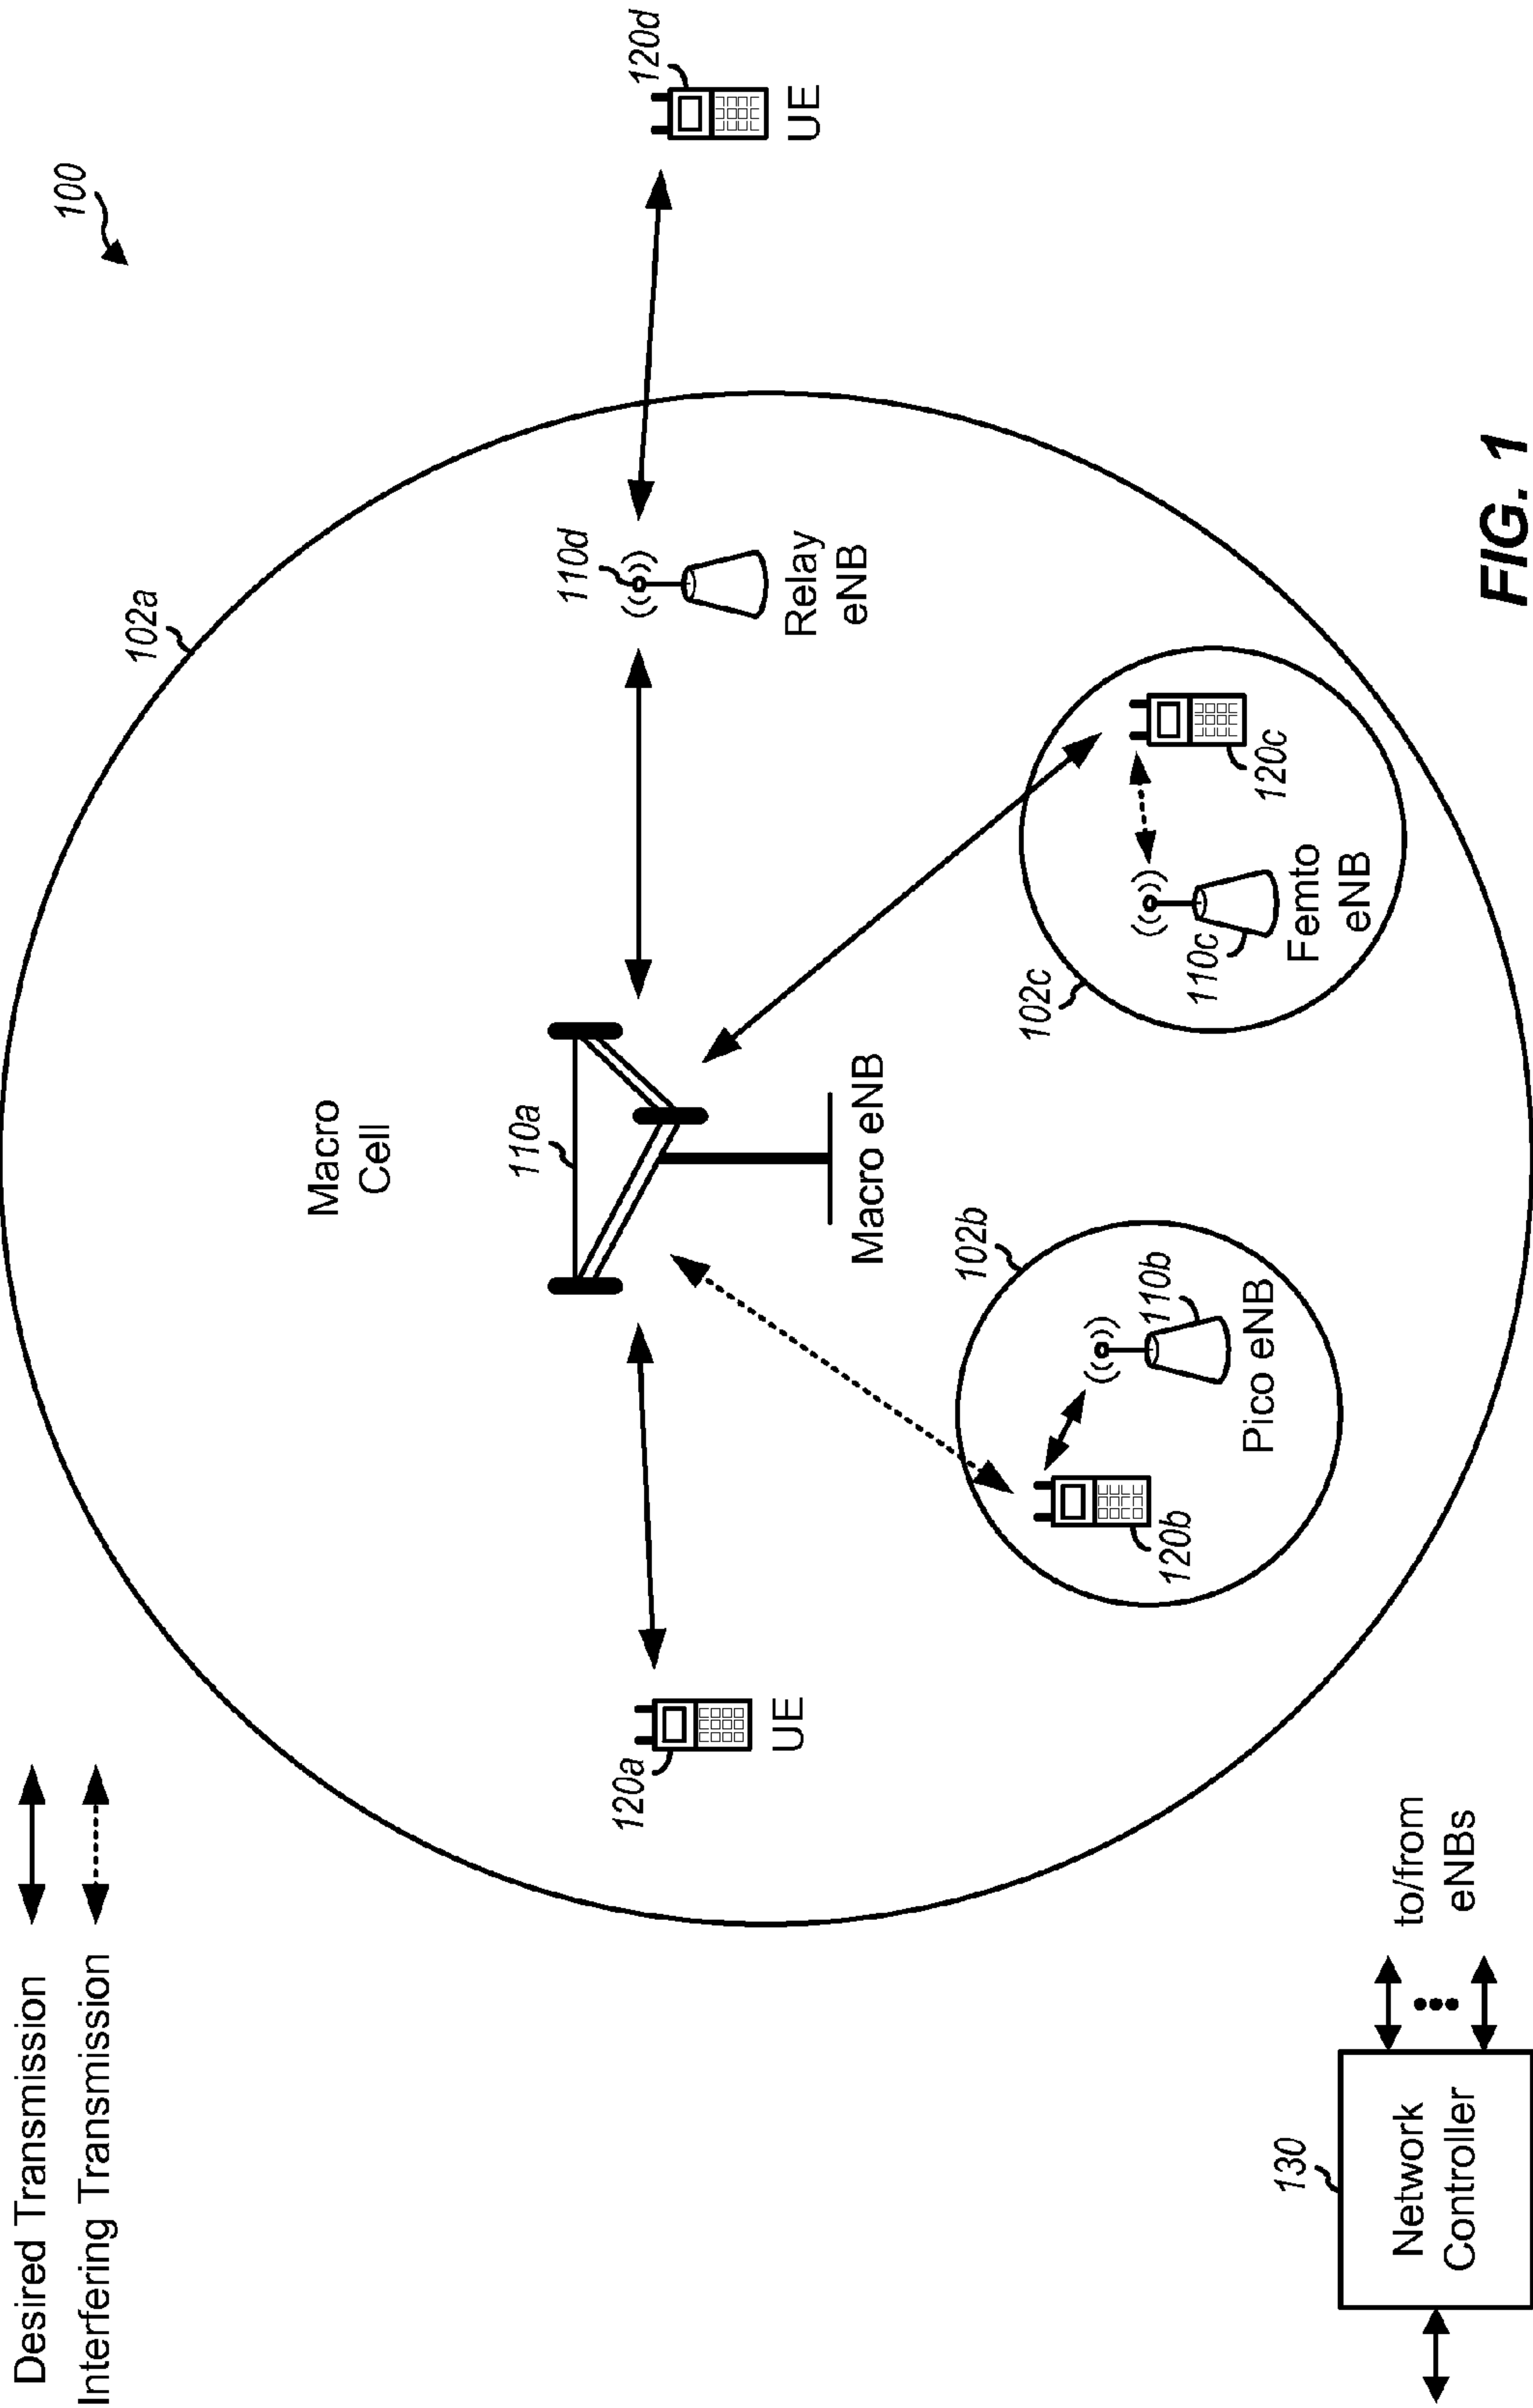 100
Desired Transmission
Interfering Transmission
102a
Macro
Cell
110a
110d
120d
120a
UE
Macro eNB
Relay
eNB
UE
102b
102c
110b
120b
Pico eNB
110c
120c
Femto
eNB
130
Network
Controller
to/from
eNBs
FIG. 1